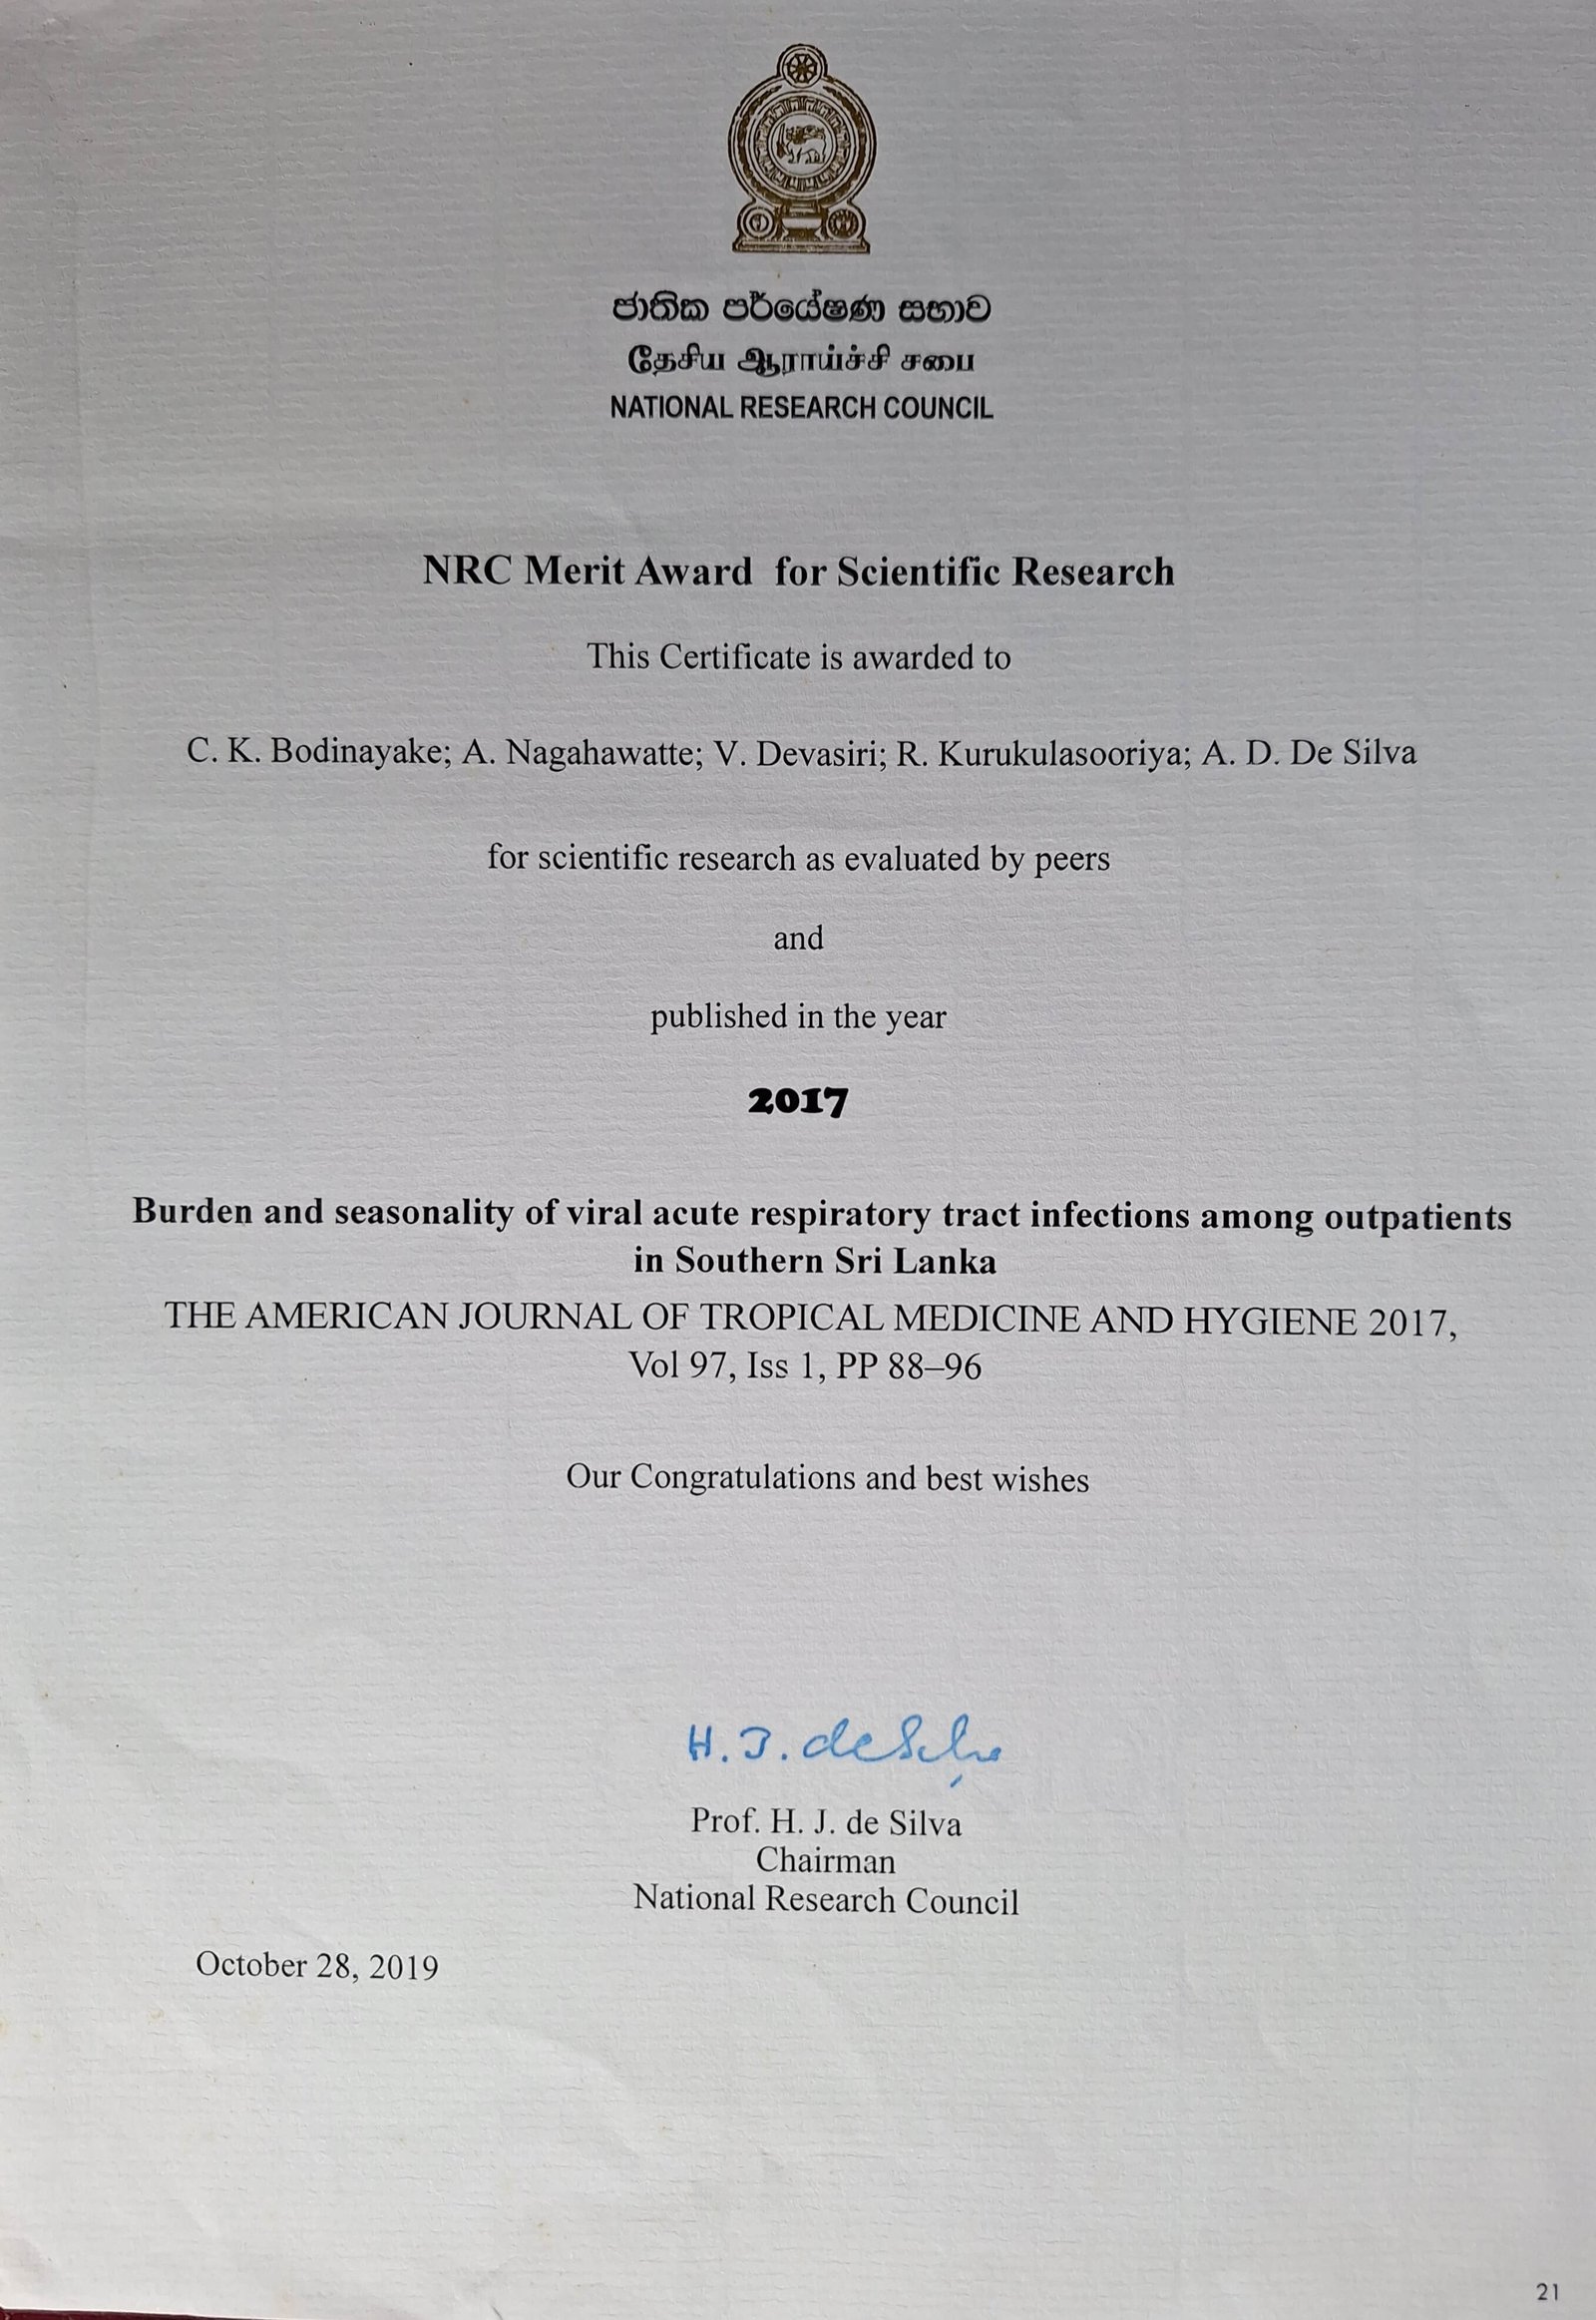 ජාතික පර්යේෂණ සභාව
தேசிய ஆராய்ச்சி சபை
NATIONAL RESEARCH COUNCIL
NRC Merit Award for Scientific Research
This Certificate is awarded to
C. K. Bodinayake; A. Nagahawatte; V. Devasiri; R. Kurukulasooriya; A. D. De Silva
for scientific research as evaluated by peers
and
published in the year
2017
Burden and seasonality of viral acute respiratory tract infections among outpatients
in Southern Sri Lanka
THE AMERICAN JOURNAL OF TROPICAL MEDICINE AND HYGIENE 2017,
Vol 97, Iss 1, PP 88–96
Our Congratulations and best wishes
H. J. de Silva
Prof. H. J. de Silva
Chairman
National Research Council
October 28, 2019
21